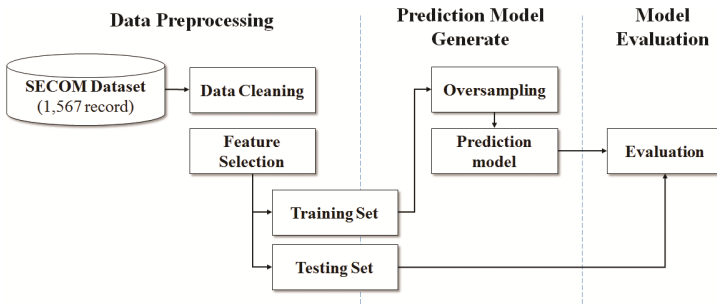 Data Preprocessing
Prediction Model
Generate
Model
Evaluation
SECOM Dataset
(1,567 record)
Data Cleaning
Oversampling
Feature
Selection
Prediction
model
Evaluation
Training Set
Testing Set